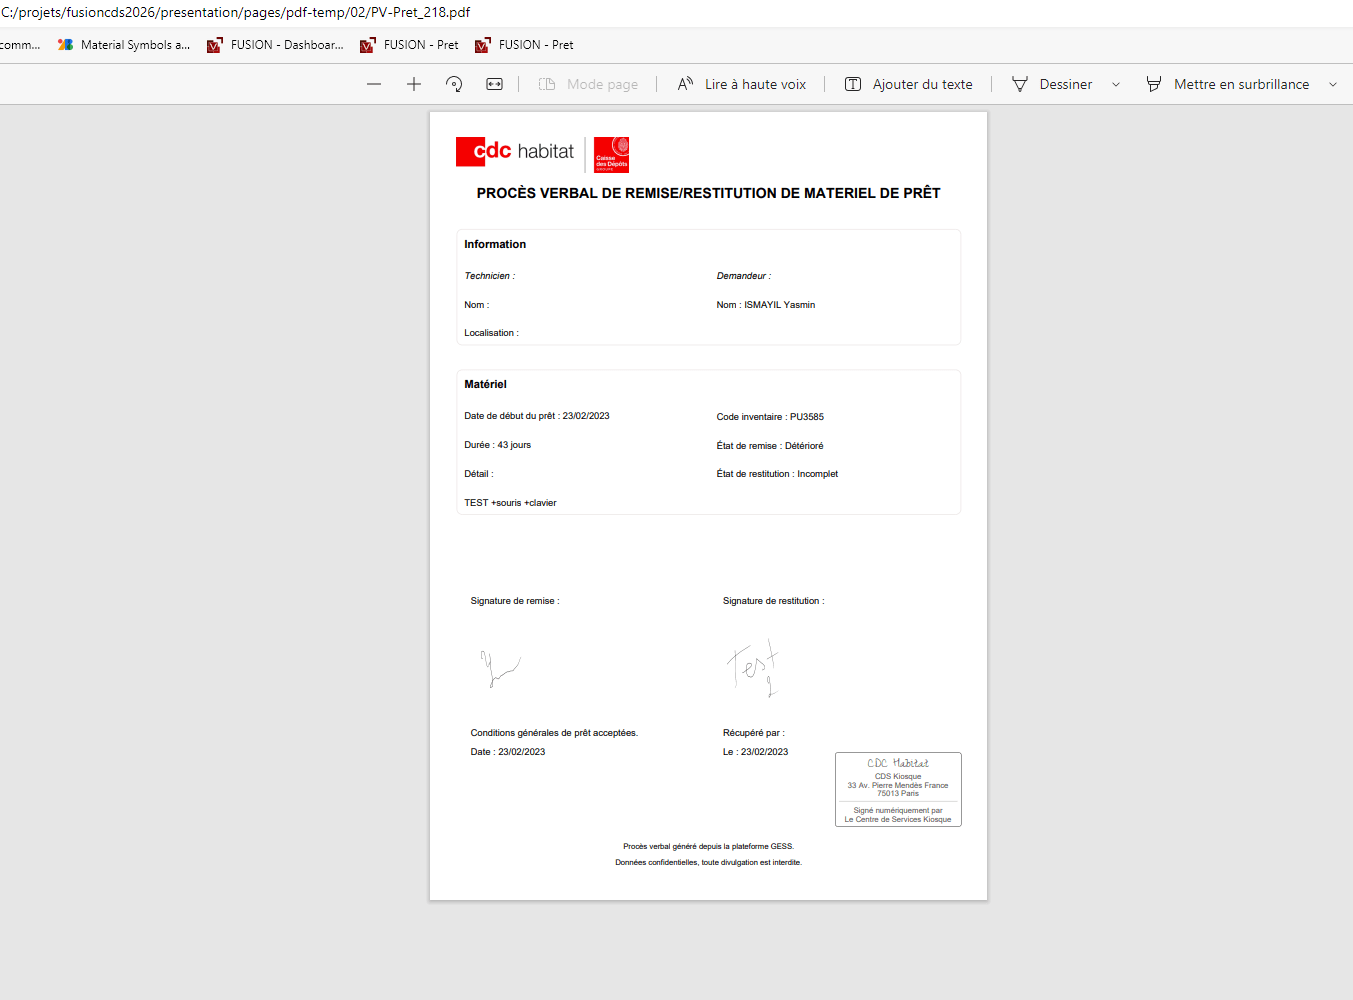 C:/projets/fusioncds2026/presentation/pages/pdf-temp/02/PV-Pret_218.pdf
comm... Material Symbols a... FUSION - Dashboar... FUSION - Pret FUSION - Pret
Mode page Lire à haute voix Ajouter du texte Dessiner Mettre en surbrillance
cdc habitat Caisse des Dépôts GROUPE
PROCÈS VERBAL DE REMISE/RESTITUTION DE MATERIEL DE PRÊT
Information
Technicien : Demandeur :
Nom : Nom : ISMAYIL Yasmin
Localisation :
Matériel
Date de début du prêt : 23/02/2023 Code inventaire : PU3585
Durée : 43 jours État de remise : Détérioré
Détail : État de restitution : Incomplet
TEST +souris +clavier
Signature de remise : Signature de restitution :
Test
2
Conditions générales de prêt acceptées. Récupéré par :
Date : 23/02/2023 Le : 23/02/2023
CDC Habitat
CDS Kiosque
33 Av. Pierre Mendès France
75013 Paris
Signé numériquement par
Le Centre de Services Kiosque
Procès verbal généré depuis la plateforme GESS.
Données confidentielles, toute divulgation est interdite.